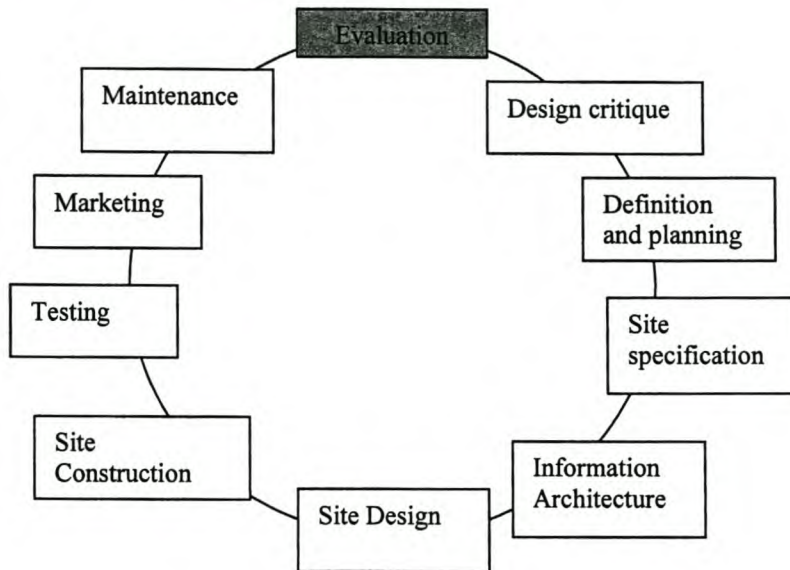 Evaluation
Design critique
Definition
and planning
Site
specification
Information
Architecture
Site Design
Site
Construction
Testing
Marketing
Maintenance